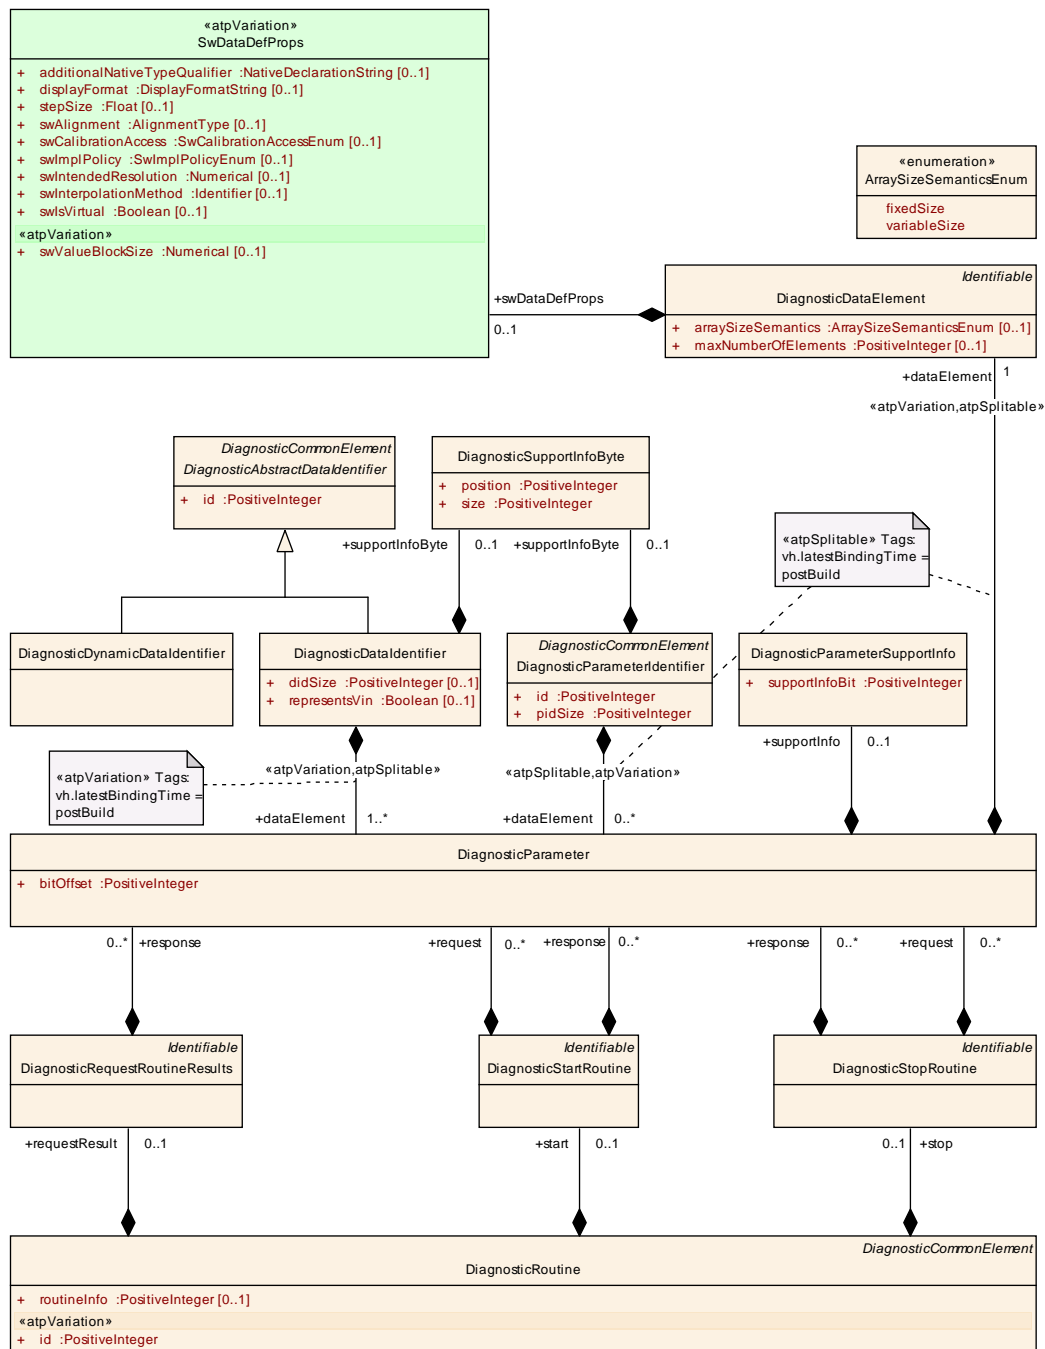 «atpVariation»
SwDataDefProps
+ additionalNativeTypeQualifier :NativeDeclarationString [0..1]
+ displayFormat :DisplayFormatString [0..1]
+ stepSize :Float [0..1]
+ swAlignment :AlignmentType [0..1]
+ swCalibrationAccess :SwCalibrationAccessEnum [0..1]
+ swImplPolicy :SwImplPolicyEnum [0..1]
+ swIntendedResolution :Numerical [0..1]
+ swInterpolationMethod :Identifier [0..1]
+ swIsVirtual :Boolean [0..1]
«atpVariation»
+ swValueBlockSize :Numerical [0..1]
«enumeration»
ArraySizeSemanticsEnum
fixedSize
variableSize
Identifiable
DiagnosticDataElement
+ arraySizeSemantics :ArraySizeSemanticsEnum [0..1]
+ maxNumberOfElements :PositiveInteger [0..1]
+swDataDefProps
0..1
+dataElement 1
«atpVariation,atpSplitable»
DiagnosticCommonElement
DiagnosticAbstractDataIdentifier
+ id :PositiveInteger
DiagnosticSupportInfoByte
+ position :PositiveInteger
+ size :PositiveInteger
+supportInfoByte 0..1
+supportInfoByte 0..1
«atpSplitable» Tags:
vh.latestBindingTime =
postBuild
DiagnosticDynamicDataIdentifier
DiagnosticDataIdentifier
+ didSize :PositiveInteger [0..1]
+ representsVin :Boolean [0..1]
DiagnosticCommonElement
DiagnosticParameterIdentifier
+ id :PositiveInteger
+ pidSize :PositiveInteger
DiagnosticParameterSupportInfo
+ supportInfoBit :PositiveInteger
+supportInfo 0..1
«atpVariation» Tags:
vh.latestBindingTime =
postBuild
«atpVariation,atpSplitable»
+dataElement 1..*
«atpSplitable,atpVariation»
+dataElement 0..*
DiagnosticParameter
+ bitOffset :PositiveInteger
0..* +response
+request 0..*
+response 0..*
+response 0..*
+request 0..*
Identifiable
DiagnosticRequestRoutineResults
Identifiable
DiagnosticStartRoutine
Identifiable
DiagnosticStopRoutine
+requestResult 0..1
+start 0..1
0..1 +stop
DiagnosticCommonElement
DiagnosticRoutine
+ routineInfo :PositiveInteger [0..1]
«atpVariation»
+ id :PositiveInteger